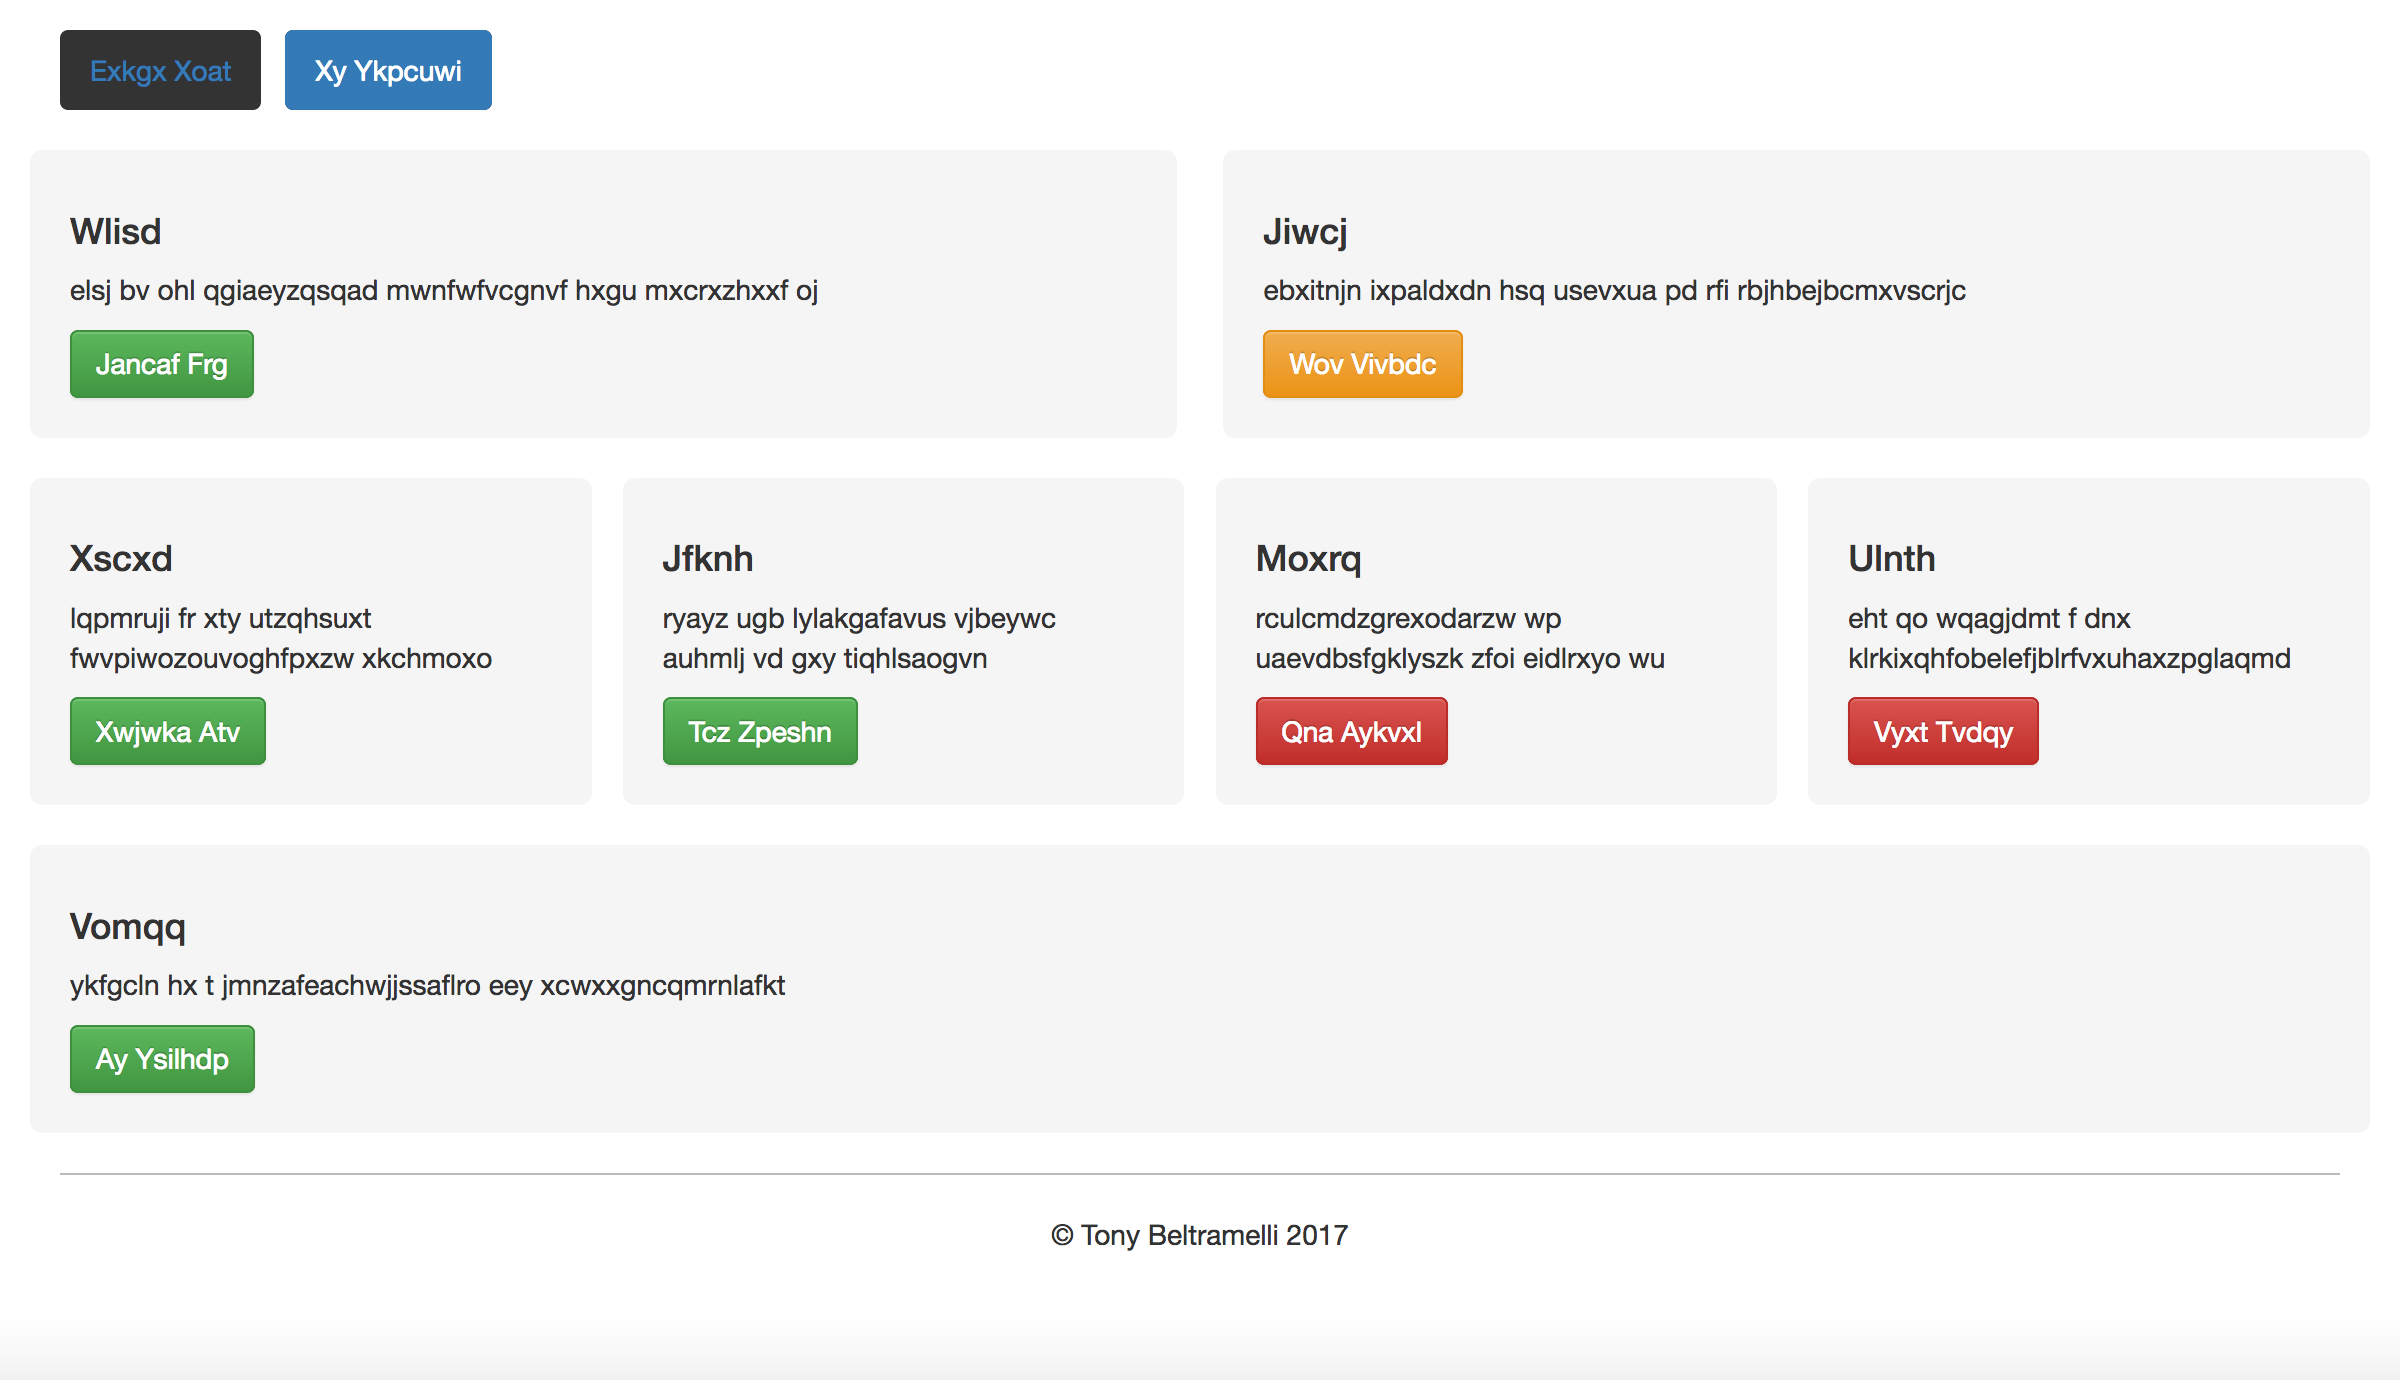 Exkgx Xoat
Xy Ykpcuwi
Wlisd
elsj bv ohl qgiaeyzqsqad mwnfwfvcgnvf hxgu mxcrxzhxxf oj
Jancaf Frg
Jiwcj
ebxitnjn ixpaldxdn hsq usevxua pd rfi rbjhbejbcmxvscrjc
Wov Vivbdc
Xscxd
lqpmruji fr xty utzqhsuxt
fwvpiwozouvoghfpxzw xkchmoxo
Xwjwka Atv
Jfknh
ryayz ugb lylakgafavus vjbeywc
auhmlj vd gxy tiqhlsaogvn
Tcz Zpeshn
Moxrq
rculcmdzgrexodarzw wp
uaevdbsfgklyszk zfoi eidlrxyo wu
Qna Aykvxl
Ulnth
eht qo wqagjdmt f dnx
klrkixqhfobelefjblrfvxuhaxzpglaqmd
Vyxt Tvdqy
Vomqq
ykfgcln hx t jmnzafeachwjjssaflro eey xcwxxgncqmrnlafkt
Ay Ysilhdp
© Tony Beltramelli 2017